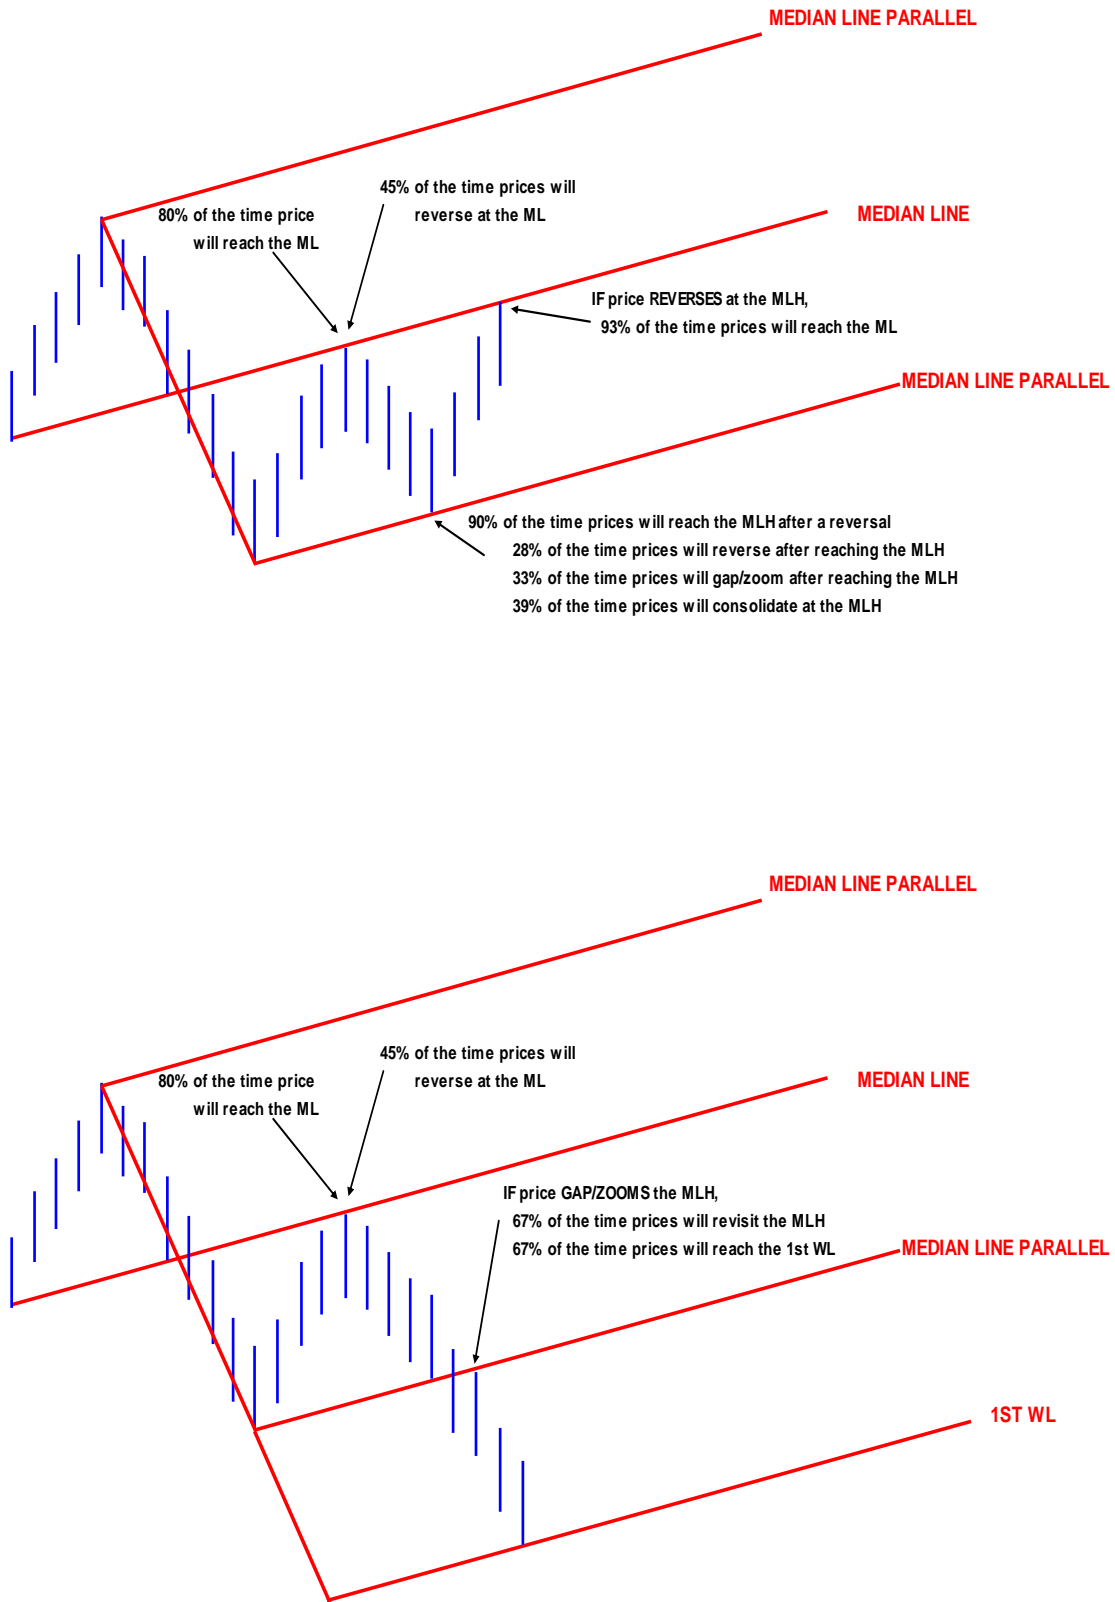 MEDIAN LINE PARALLEL
45% of the time prices will
reverse at the ML
80% of the time price
will reach the ML
MEDIAN LINE
IF price REVERSES at the MLH,
93% of the time prices will reach the ML
MEDIAN LINE PARALLEL
90% of the time prices will reach the MLH after a reversal
28% of the time prices will reverse after reaching the MLH
33% of the time prices will gap/zoom after reaching the MLH
39% of the time prices will consolidate at the MLH
MEDIAN LINE PARALLEL
45% of the time prices will
reverse at the ML
80% of the time price
will reach the ML
MEDIAN LINE
IF price GAP/ZOOMS the MLH,
67% of the time prices will revisit the MLH
67% of the time prices will reach the 1st WL
MEDIAN LINE PARALLEL
1ST WL